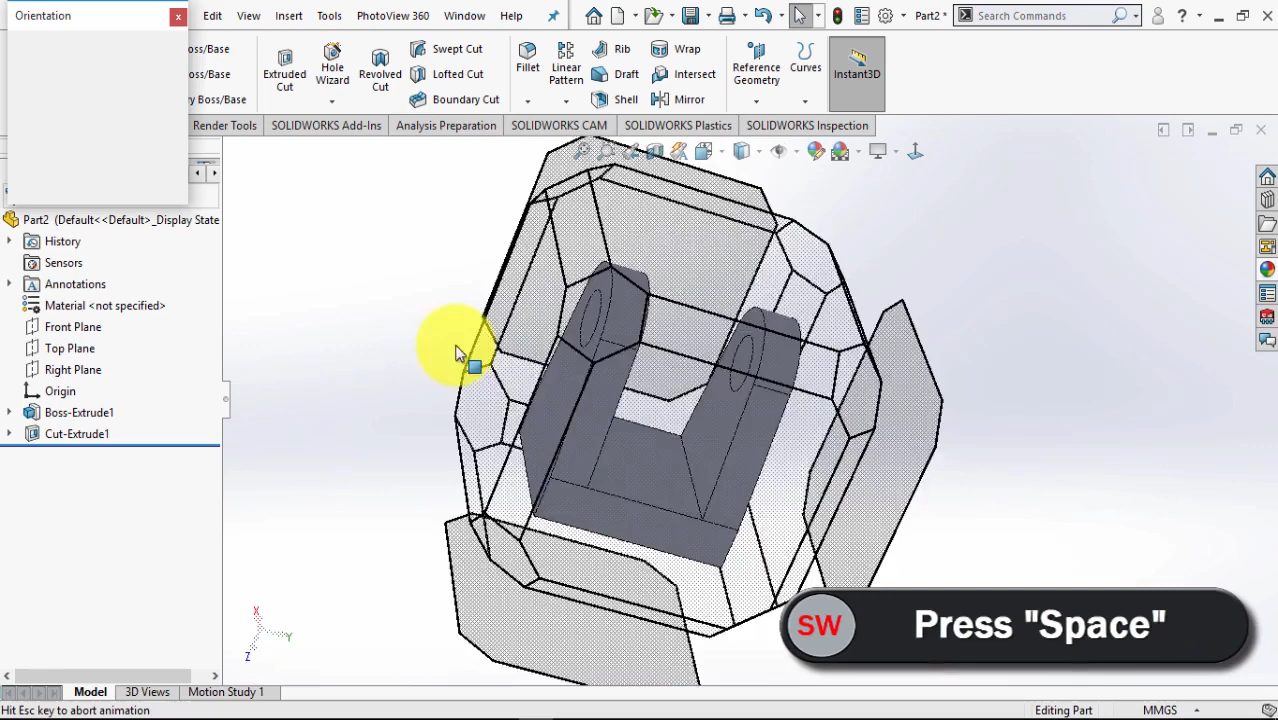 Orientation
Edit View Insert Tools PhotoView 360 Window Help
Part2 *
Search Commands
Boss/Base
Boss/Base
Boss/Base
Extruded Cut
Hole Wizard
Revolved Cut
Swept Cut
Lofted Cut
Boundary Cut
Fillet
Linear Pattern
Rib
Draft
Shell
Wrap
Intersect
Mirror
Reference Geometry
Curves
Instant3D
Render Tools SOLIDWORKS Add-Ins Analysis Preparation SOLIDWORKS CAM SOLIDWORKS Plastics SOLIDWORKS Inspection
Part2 (Default<<Default>_Display State
History
Sensors
Annotations
Material <not specified>
Front Plane
Top Plane
Right Plane
Origin
Boss-Extrude1
Cut-Extrude1
X
Y
Z
SW Press "Space"
Model 3D Views Motion Study 1
Hit Esc key to abort animation
Editing Part
MMGS